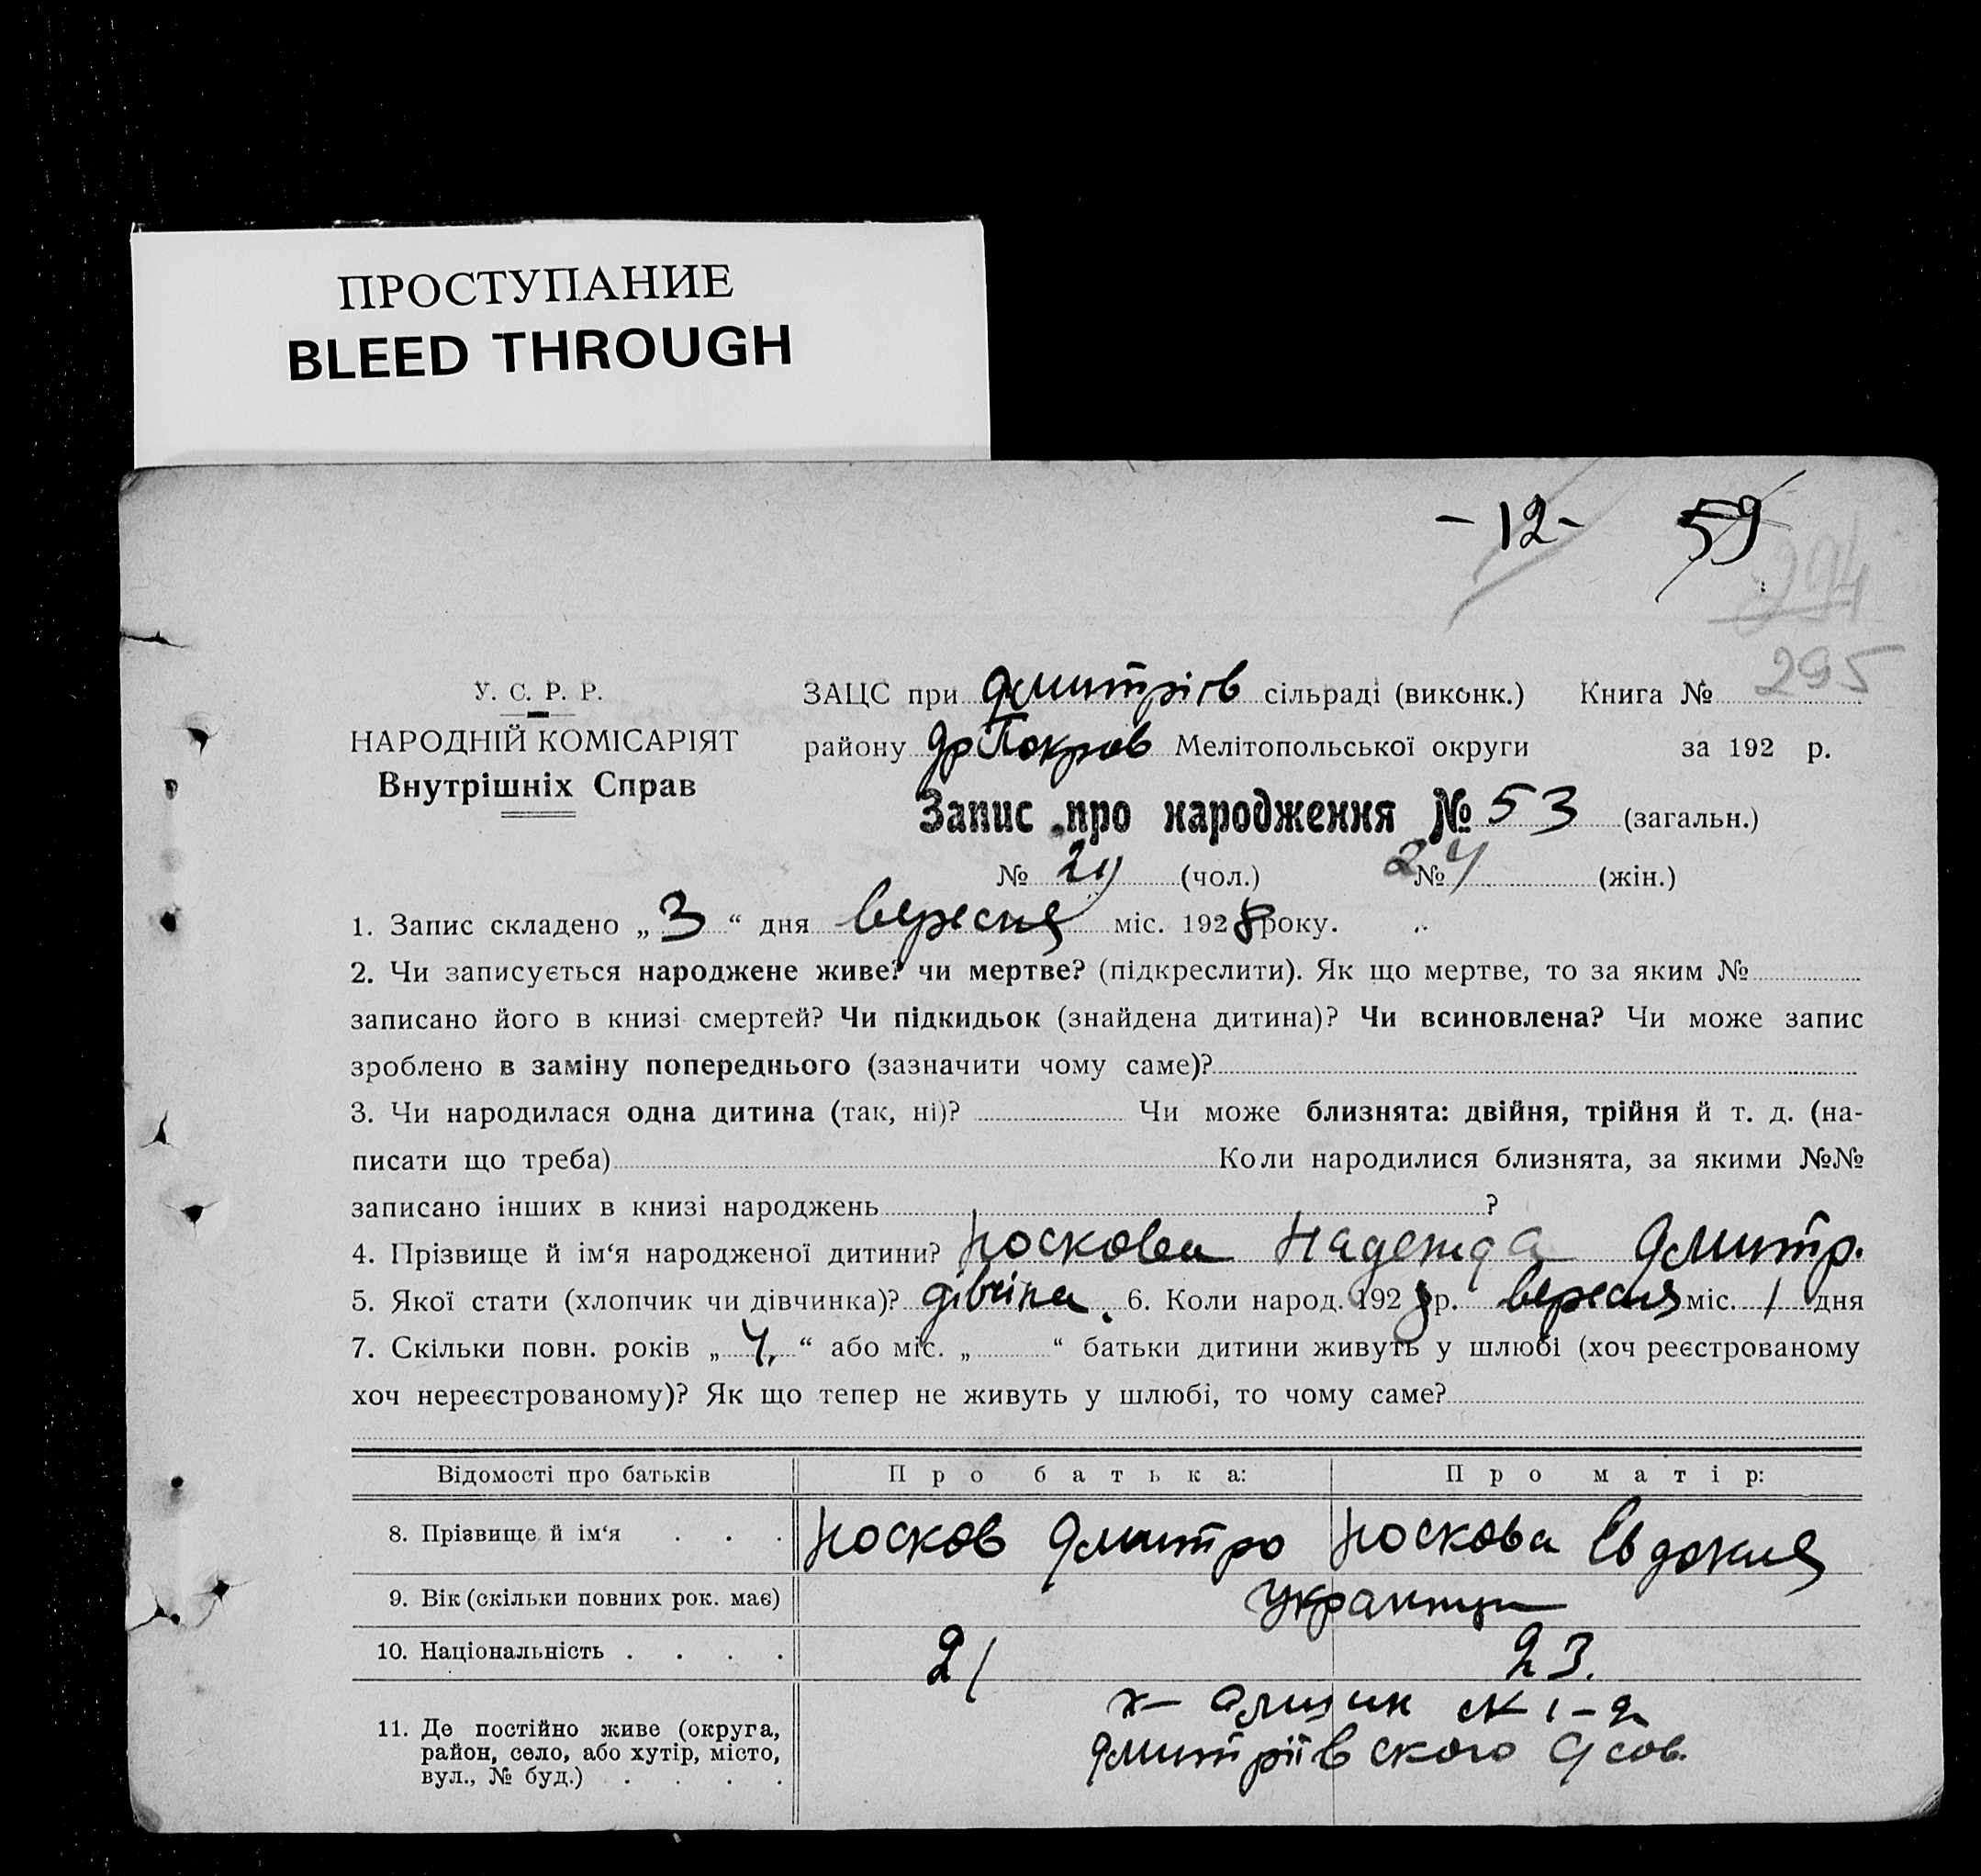 ПРОСТУПАНИЕ
BLEED THROUGH
- 12 - 59
294
295
У. С. Р. Р.
НАРОДНІЙ КОМІСАРІЯТ
Внутрішніх Справ
ЗАЦС при Дмитрів сільраді (виконк.) Книга №
району др Покров Мелітопольської округи за 192 р.
Запис про народження № 53 (загальн.)
№ (чол.) № (жін.)
1. Запис складено „ 3 “ дня вересня міс. 1928 року.
2. Чи записується народжене живе? чи мертве? (підкреслити). Як що мертве, то за яким №
записано його в книзі смертей? Чи підкидьок (знайдена дитина)? Чи всиновлена? Чи може запис
зроблено в заміну попереднього (зазначити чому саме)?
3. Чи народилася одна дитина (так, ні)? Чи може близнята: двійня, трійня й т. д. (на-
писати що треба) Коли народилися близнята, за якими №№
записано інших в книзі народжень ?
4. Прізвище й ім‘я народженої дитини? Носкова Надежда Дмитр.
5. Якої стати (хлопчик чи дівчинка)? дівчина. 6. Коли народ. 1928 р. вересня міс. 1 дня
7. Скільки повн. років „ 4, “ або міс. „ “ батьки дитини живуть у шлюбі (хоч реєстрованому
хоч нереєстрованому)? Як що тепер не живуть у шлюбі, то чому саме?
Відомості про батьків Про батька: Про матір:
8. Прізвище й ім‘я . . . Носков Дмитро Носкова Евдокия
9. Вік (скільки повних рок. має)
10. Національність . . . . 21 23.
11. Де постійно живе (округа,
район, село, або хутір, місто,
вул., № буд.) . . . .
Дмитріївского